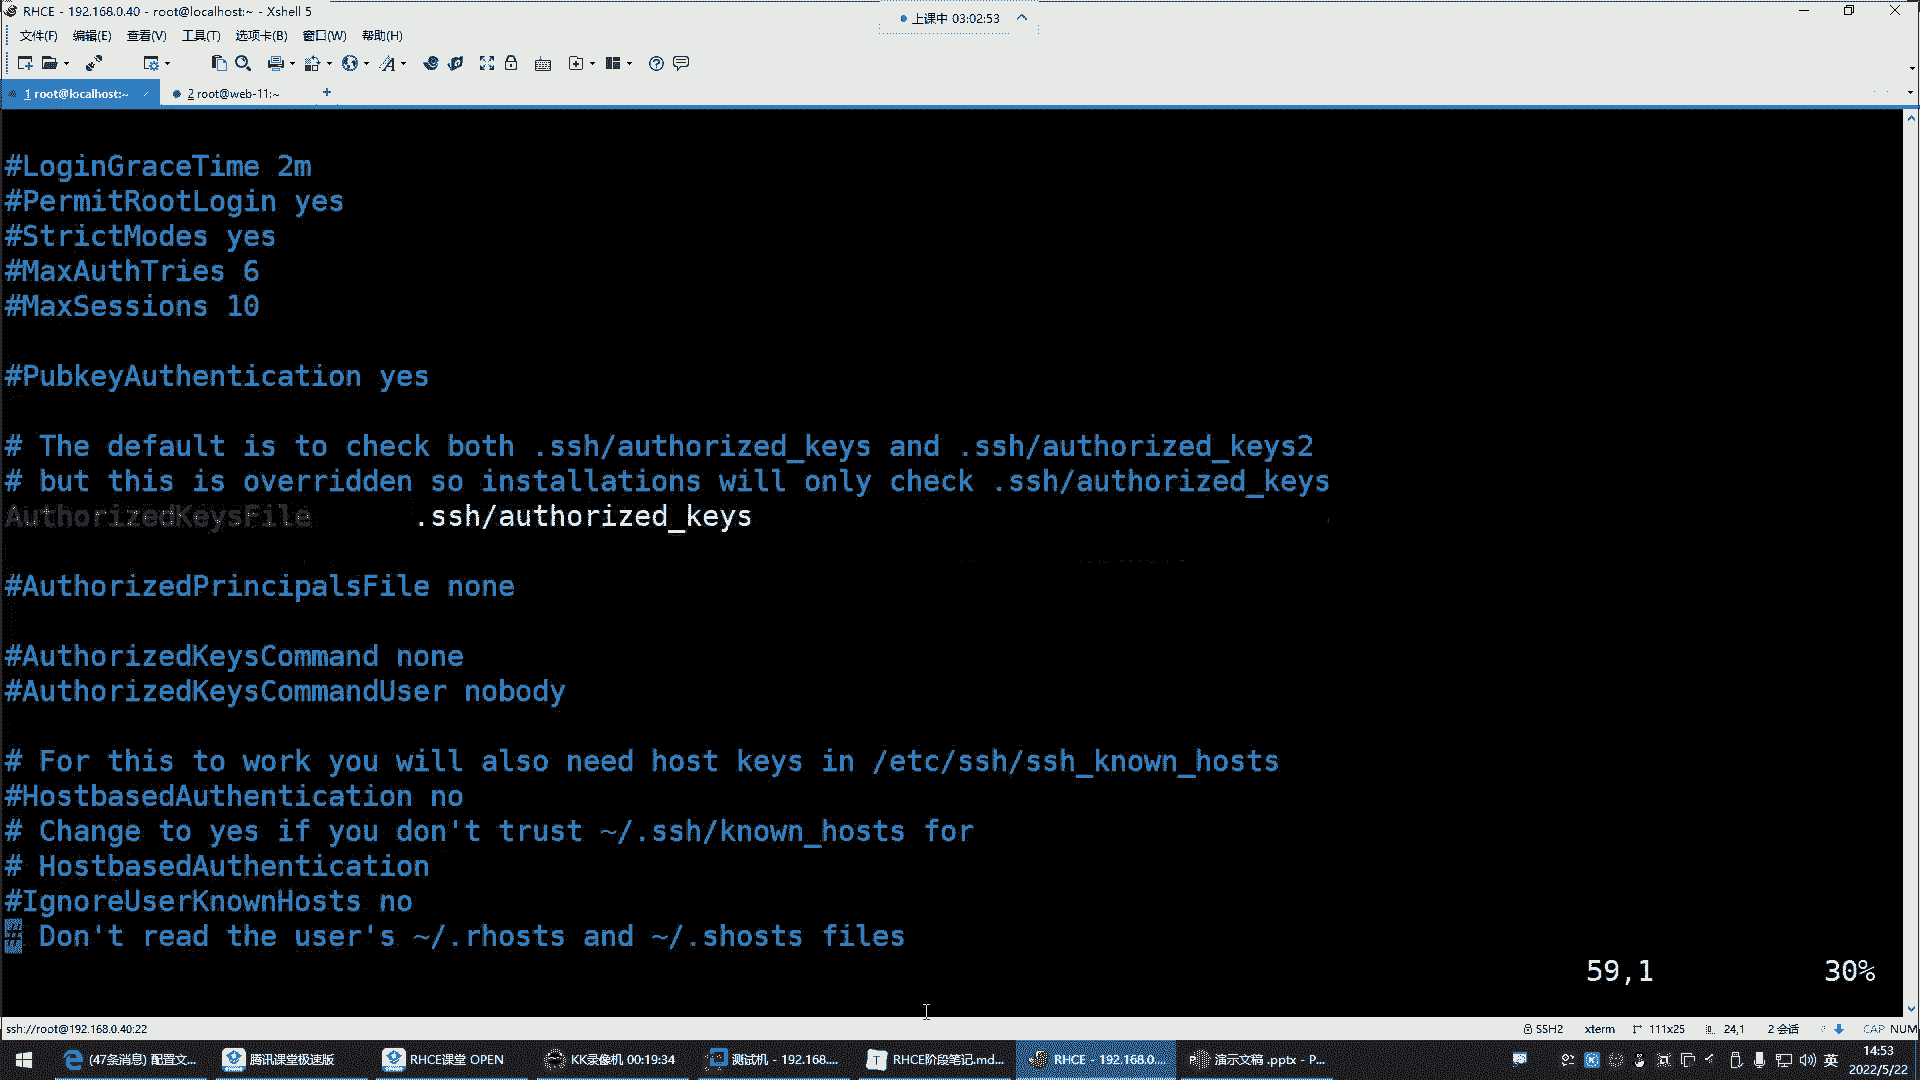 RHCE - 192.168.0.40 - root@localhost:~ - Xshell 5
上课中 03:02:53
文件(F) 编辑(E) 查看(V) 工具(T) 选项卡(B) 窗口(W) 帮助(H)
1 root@localhost:~
2 root@web-11:~
+
#LoginGraceTime 2m
#PermitRootLogin yes
#StrictModes yes
#MaxAuthTries 6
#MaxSessions 10
#PubkeyAuthentication yes
# The default is to check both .ssh/authorized_keys and .ssh/authorized_keys2
# but this is overridden so installations will only check .ssh/authorized_keys
AuthorizedKeysFile .ssh/authorized_keys
#AuthorizedPrincipalsFile none
#AuthorizedKeysCommand none
#AuthorizedKeysCommandUser nobody
# For this to work you will also need host keys in /etc/ssh/ssh_known_hosts
#HostbasedAuthentication no
# Change to yes if you don't trust ~/.ssh/known_hosts for
# HostbasedAuthentication
#IgnoreUserKnownHosts no
# Don't read the user's ~/.rhosts and ~/.shosts files
59,1 30%
ssh://root@192.168.0.40:22
SSH2 xterm 111x25 24,1 2 会话 CAP NUM
(47条消息) 配置文...
腾讯课堂极速版
RHCE课堂 OPEN
KK录像机 00:19:34
测试机 - 192.168....
RHCE阶段笔记.md...
RHCE - 192.168.0....
演示文稿 .pptx - P...
英
14:53
2022/5/22